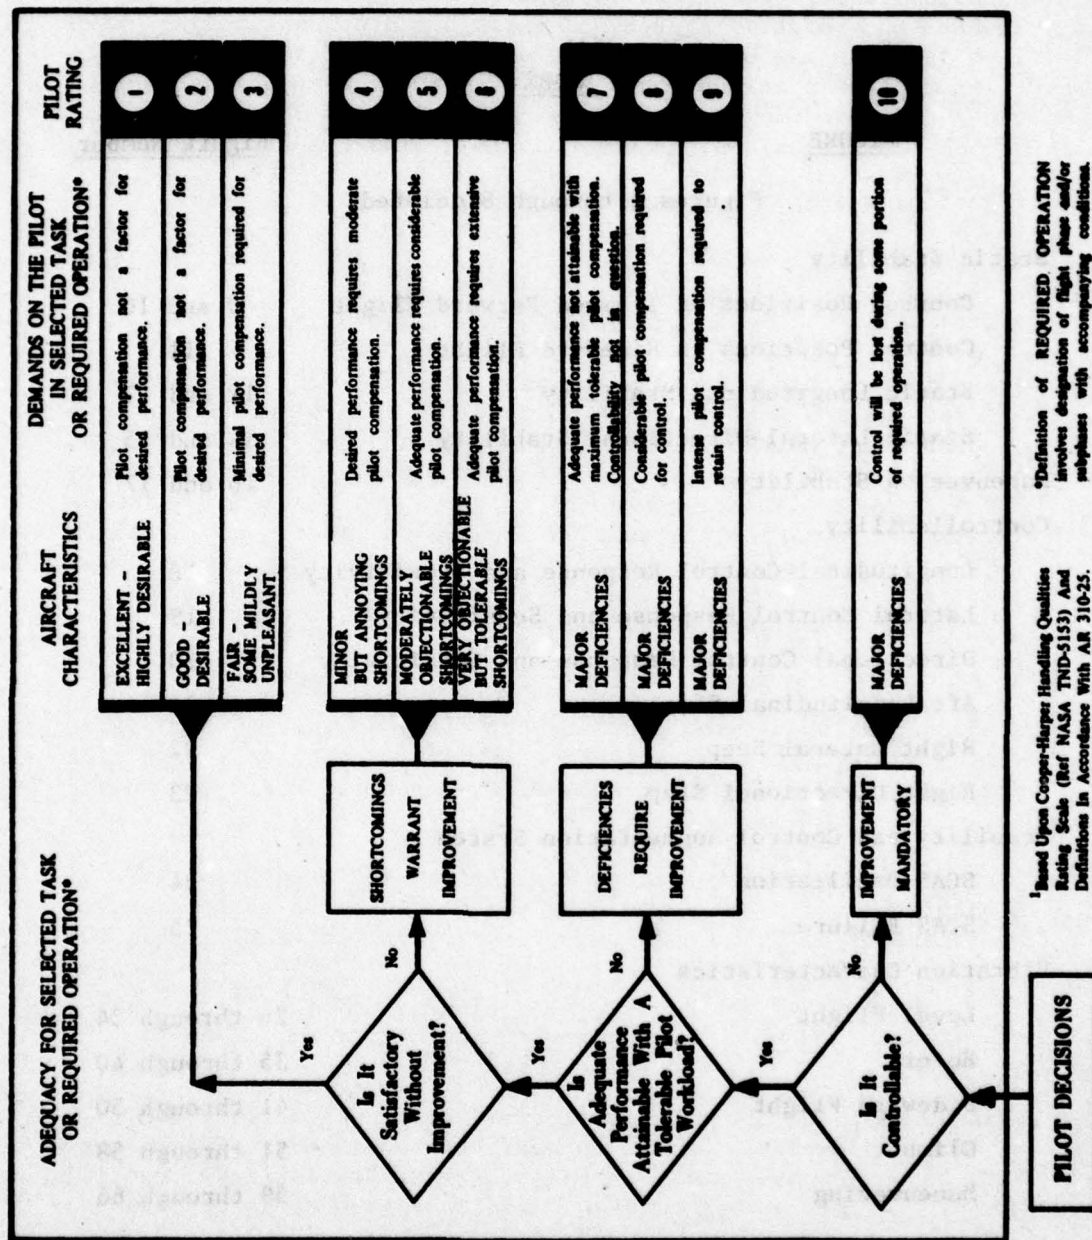 ADEQUACY FOR SELECTED TASK
OR REQUIRED OPERATION*
AIRCRAFT
CHARACTERISTICS
DEMANDS ON THE PILOT
IN SELECTED TASK
OR REQUIRED OPERATION*
PILOT
RATING
EXCELLENT -
HIGHLY DESIRABLE
Pilot compensation not a factor for
desired performance.
1
GOOD
DESIRABLE
Pilot compensation not a factor for
desired performance.
2
FAIR -
SOME MILDLY
UNPLEASANT
Minimal pilot compensation required for
desired performance.
3
Yes
Is It
Satisfactory
Without
Improvement?
No
SHORTCOMINGS
WARRANT
IMPROVEMENT
MINOR
BUT ANNOYING
SHORTCOMINGS
Desired performance requires moderate
pilot compensation.
4
MODERATELY
OBJECTIONABLE
SHORTCOMINGS
Adequate performance requires considerable
pilot compensation.
5
VERY OBJECTIONABLE
BUT TOLERABLE
SHORTCOMINGS
Adequate performance requires extensive
pilot compensation.
6
Yes
Is
Adequate
Performance
Attainable With A
Tolerable Pilot
Workload?
No
DEFICIENCIES
REQUIRE
IMPROVEMENT
MAJOR
DEFICIENCIES
Adequate performance attainable with
maximum tolerable pilot compensation.
Controllability not in question.
7
MAJOR
DEFICIENCIES
Considerable pilot compensation required
for control.
8
MAJOR
DEFICIENCIES
Intense pilot compensation required to
retain control.
9
Yes
Is It
Controllable?
No
IMPROVEMENT
MANDATORY
MAJOR
DEFICIENCIES
Control will be lost during some portion
of required operation.
10
PILOT DECISIONS
¹Based Upon Cooper-Harper Handling Qualities
Rating Scale (Ref NASA TND-5153) And
Definitions In Accordance With AR 310-25.
*Definition of REQUIRED OPERATION
involves designation of flight phase and/or
subphases with accompanying conditions.